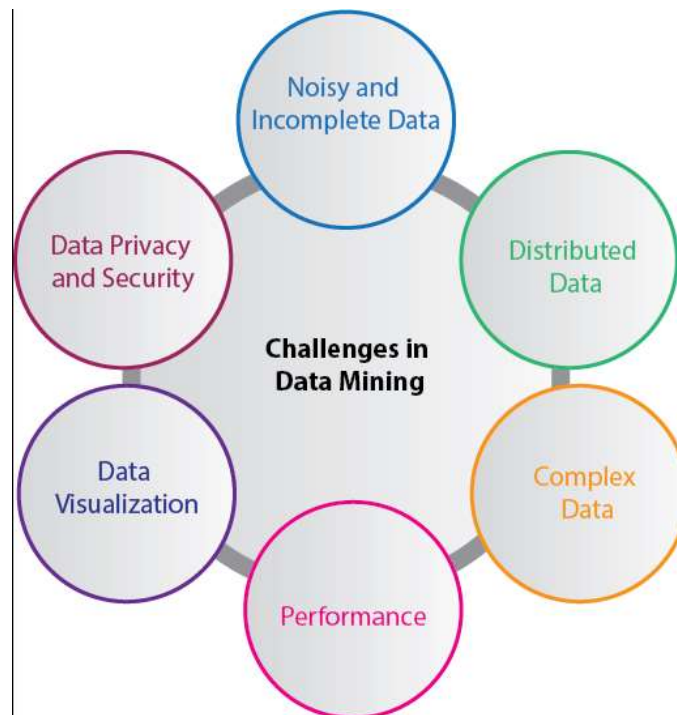 Noisy and
Incomplete Data
Data Privacy
and Security
Distributed
Data
Challenges in
Data Mining
Data
Visualization
Complex
Data
Performance